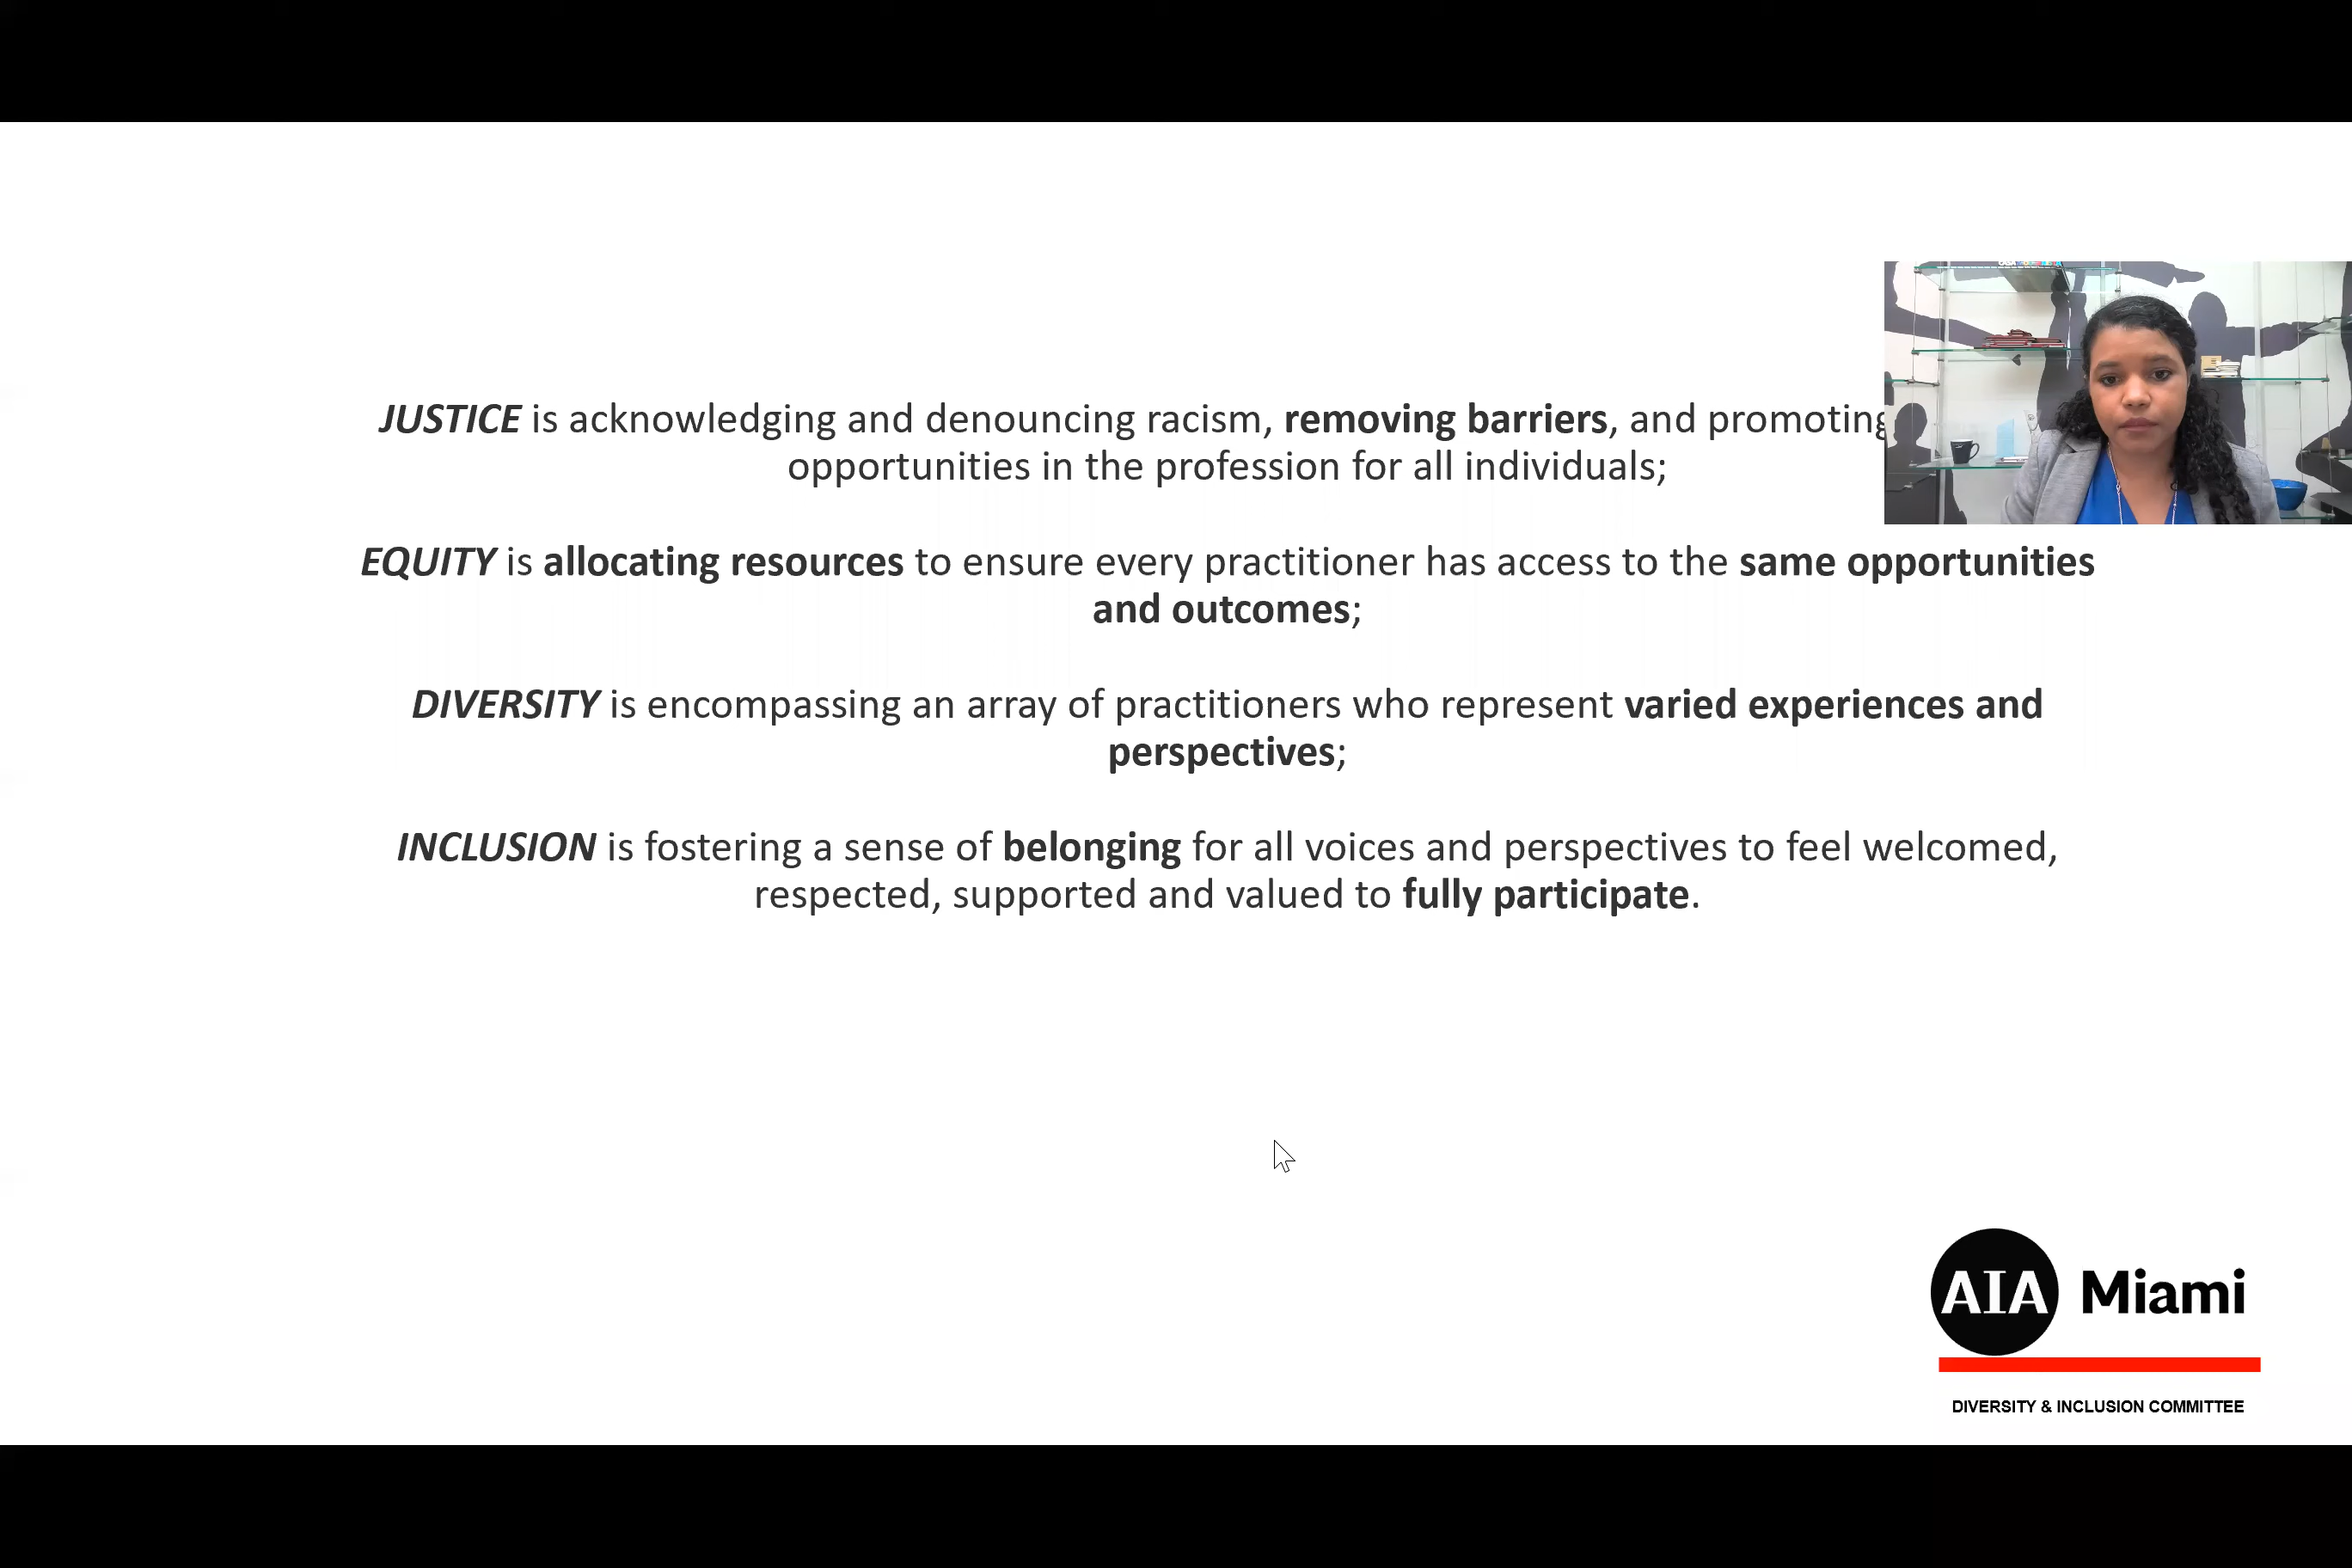 JUSTICE is acknowledging and denouncing racism, removing barriers, and promoting
opportunities in the profession for all individuals;
EQUITY is allocating resources to ensure every practitioner has access to the same opportunities
and outcomes;
DIVERSITY is encompassing an array of practitioners who represent varied experiences and
perspectives;
INCLUSION is fostering a sense of belonging for all voices and perspectives to feel welcomed,
respected, supported and valued to fully participate.
AIA Miami
DIVERSITY & INCLUSION COMMITTEE